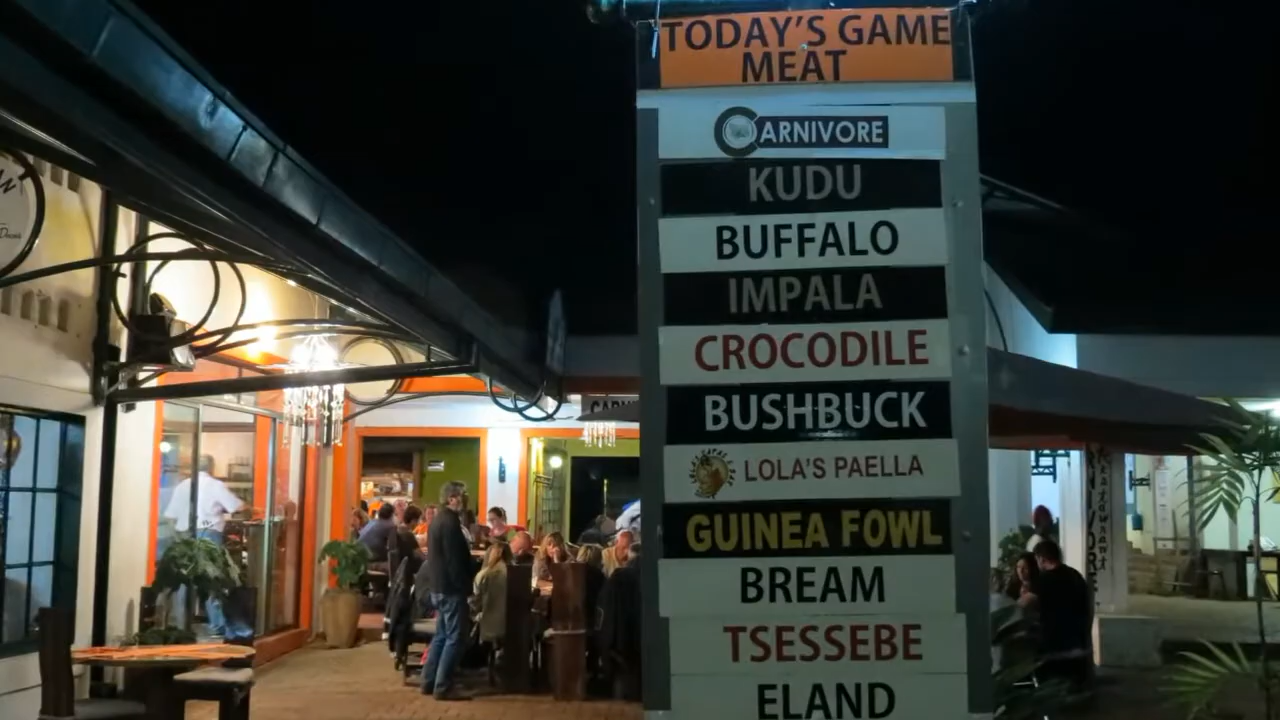 TODAY'S GAME
MEAT
CARNIVORE
KUDU
BUFFALO
IMPALA
CROCODILE
BUSHBUCK
LOLA'S PAELLA
GUINEA FOWL
BREAM
TSESSEBE
ELAND